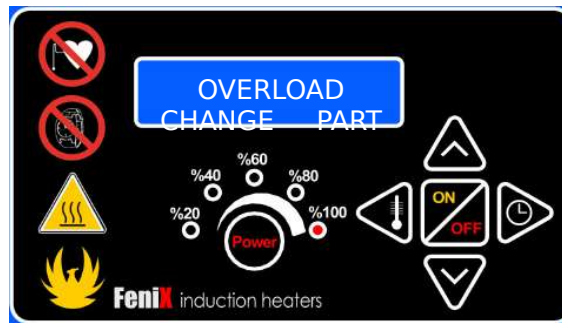 OVERLOAD
CHANGE PART
%60
%40 %80
%20 %100
Power
ON
OFF
FeniX induction heaters